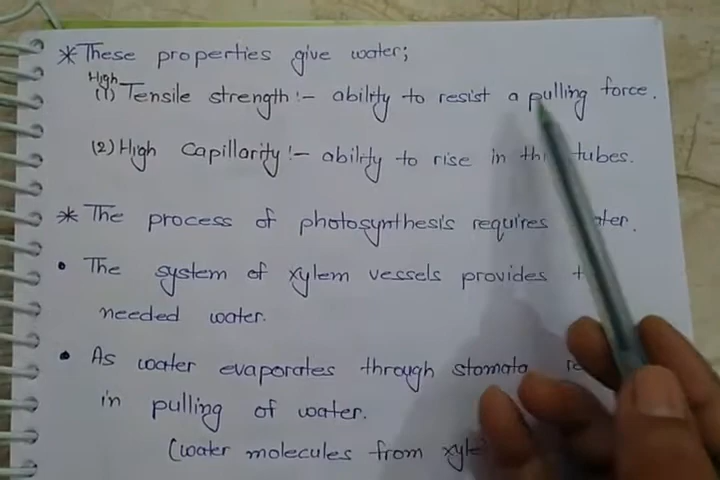 * These properties give water;
High
(1) Tensile strength:- ability to resist a pulling force.
(2) High Capillarity:- ability to rise in tubes.
* The process of photosynthesis requires
• The system of xylem vessels provides
needed water.
• As water evaporates through stomata
in pulling of water.
(water molecules from